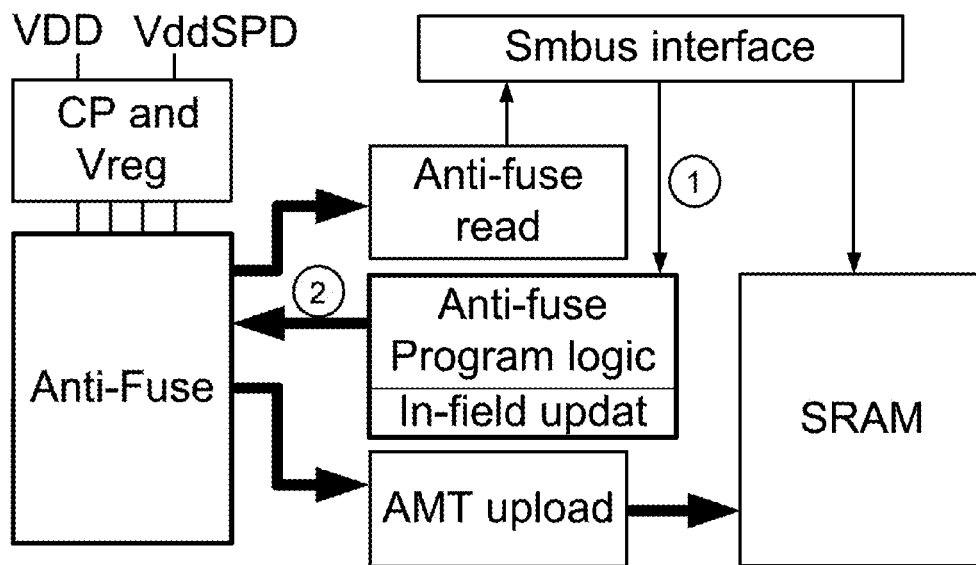 VDD VddSPD
Smbus interface
CP and
Vreg
Anti-fuse
read
1
2
Anti-fuse
Program logic
In-field updat
Anti-Fuse
SRAM
AMT upload